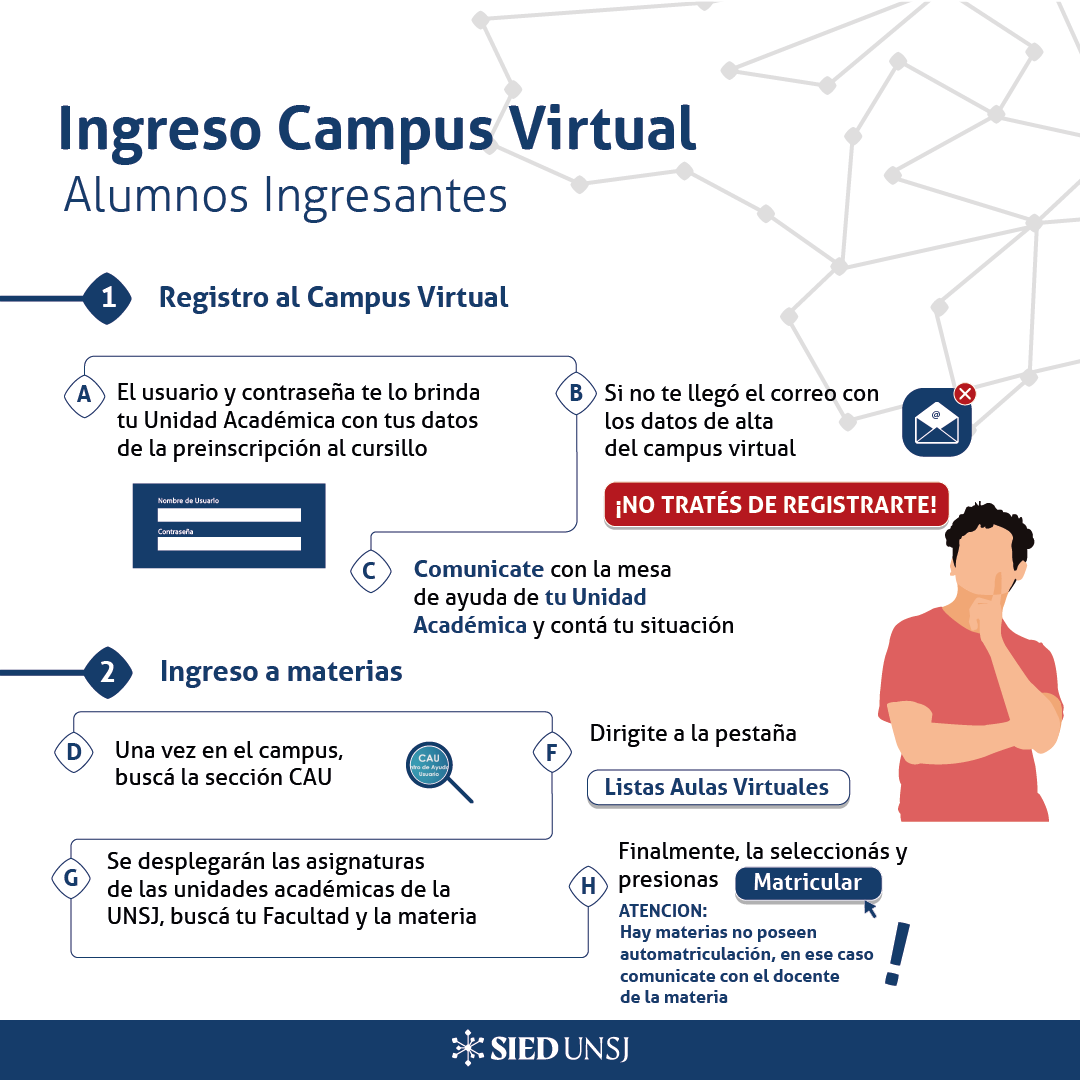 Ingreso Campus Virtual
Alumnos Ingresantes
1
Registro al Campus Virtual
A
El usuario y contraseña te lo brinda
tu Unidad Académica con tus datos
de la preinscripción al cursillo
Nombre de Usuario
Contraseña
B
Si no te llegó el correo con
los datos de alta
del campus virtual
@
¡NO TRATÉS DE REGISTRARTE!
C
Comunicate con la mesa
de ayuda de tu Unidad
Académica y contá tu situación
2
Ingreso a materias
D
Una vez en el campus,
buscá la sección CAU
CAU
ntro de Ayuda
Usuario
F
Dirigite a la pestaña
Listas Aulas Virtuales
G
Se desplegarán las asignaturas
de las unidades académicas de la
UNSJ, buscá tu Facultad y la materia
H
Finalmente, la seleccionás y
presionas Matricular
ATENCION:
Hay materias no poseen
automatriculación, en ese caso
comunicate con el docente
de la materia
!
SIED UNSJ